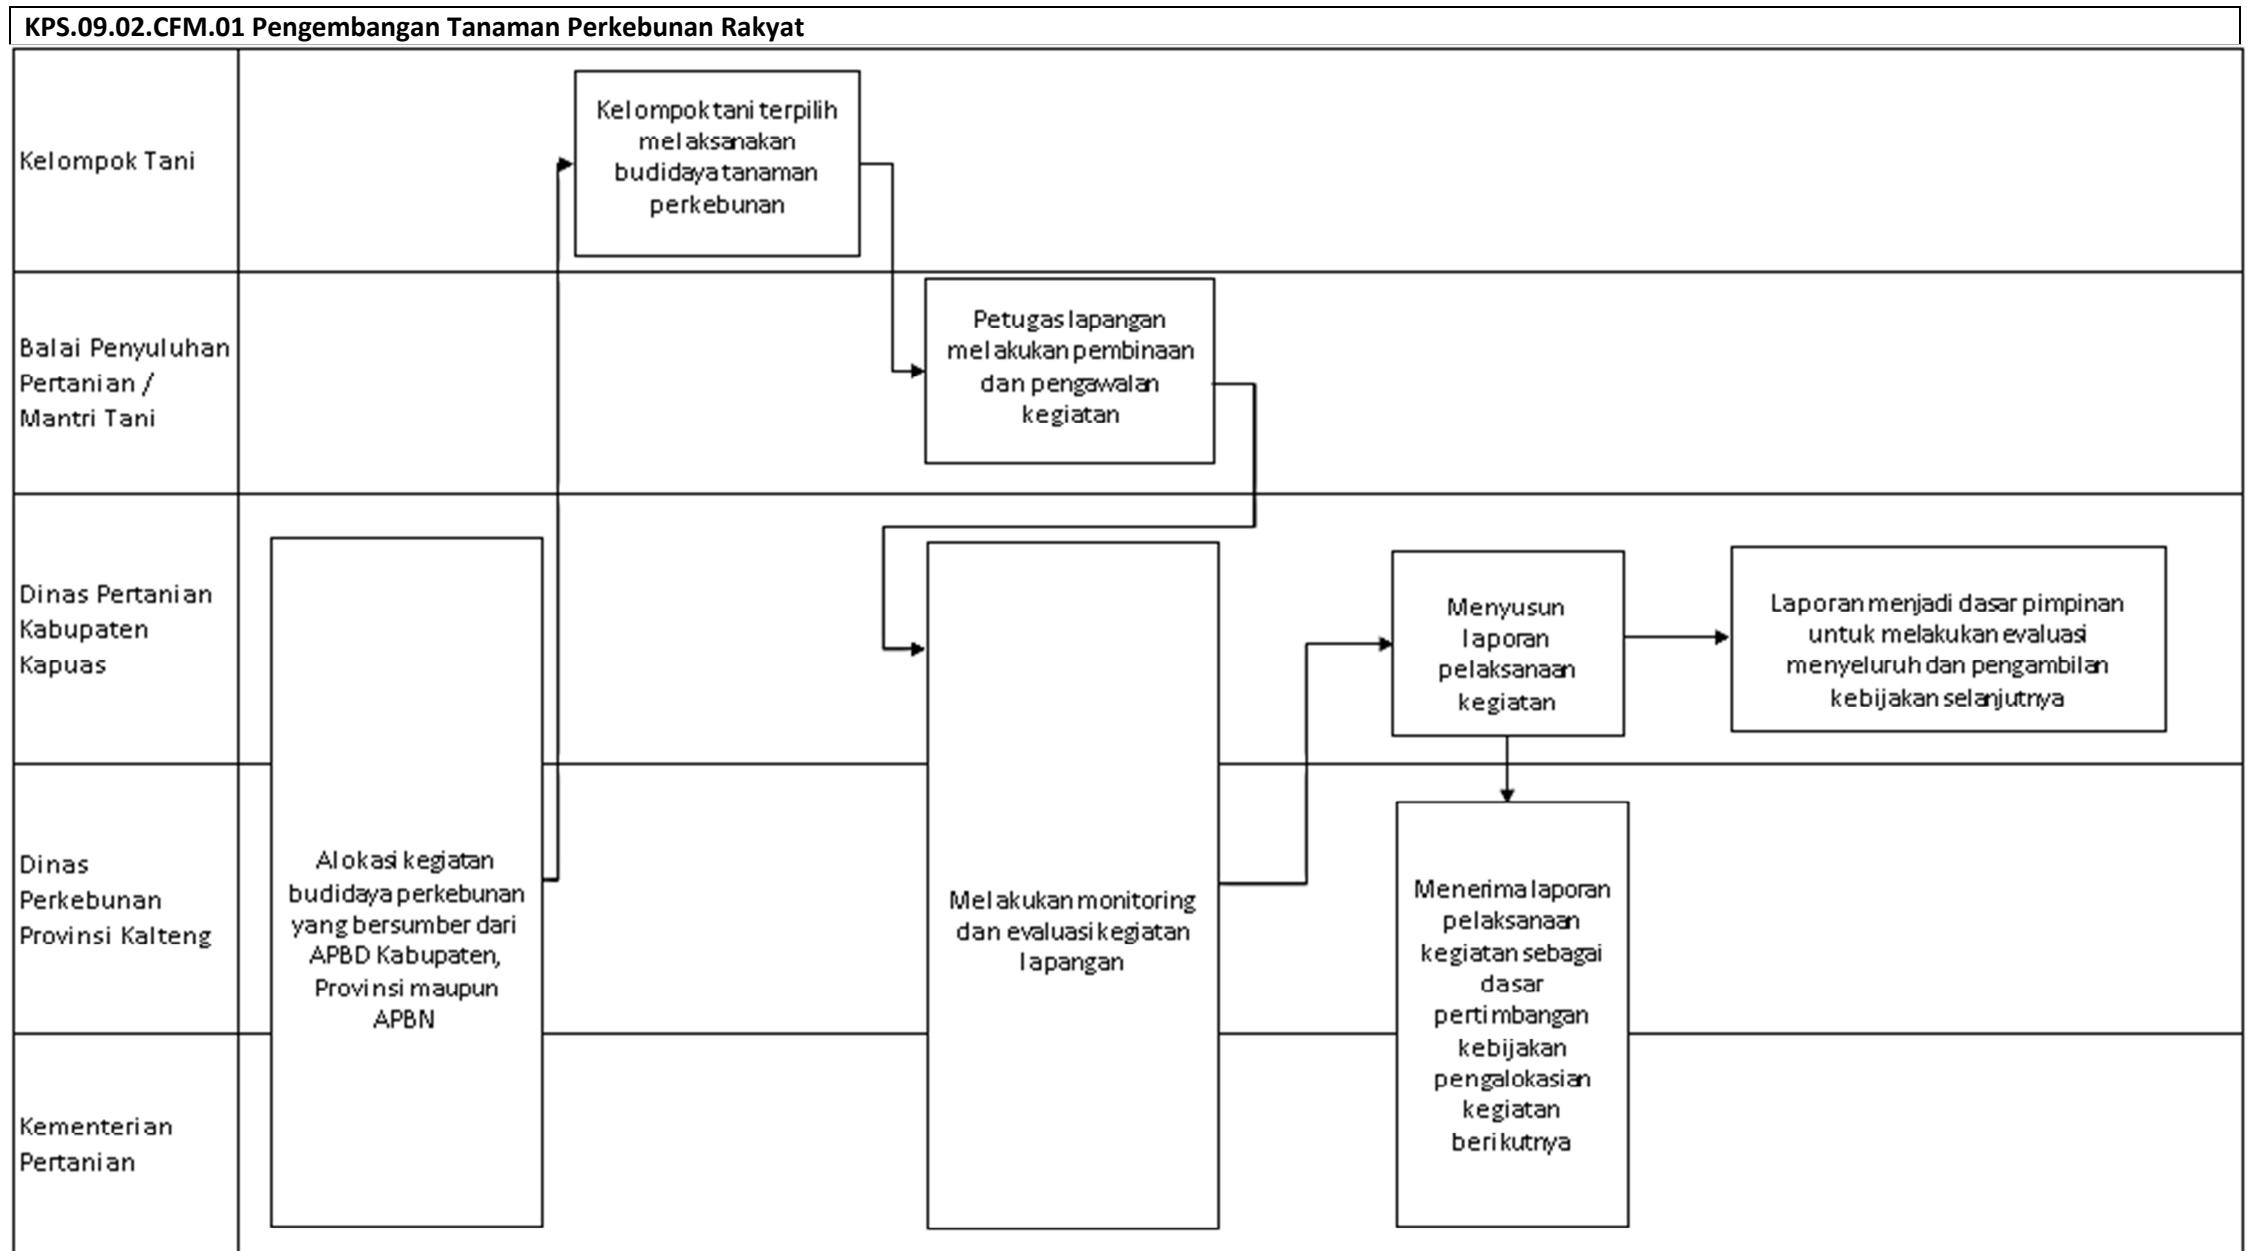 KPS.09.02.CFM.01 Pengembangan Tanaman Perkebunan Rakyat
Kelompok Tani
Kelompok tani terpilih
melaksanakan
budidaya tanaman
perkebunan
Balai Penyuluhan
Pertanian /
Mantri Tani
Petugas lapangan
melakukan pembinaan
dan pengawalan
kegiatan
Dinas Pertanian
Kabupaten
Kapuas
Menyusun
laporan
pelaksanaan
kegiatan
Laporan menjadi dasar pimpinan
untuk melakukan evaluasi
menyeluruh dan pengambilan
kebijakan selanjutnya
Dinas
Perkebunan
Provinsi Kalteng
Alokasi kegiatan
budidaya perkebunan
yang bersumber dari
APBD Kabupaten,
Provinsi maupun
APBN
Melakukan monitoring
dan evaluasi kegiatan
lapangan
Menerima laporan
pelaksanaan
kegiatan sebagai
dasar
pertimbangan
kebijakan
pengalokasian
kegiatan
berikutnya
Kementerian
Pertanian